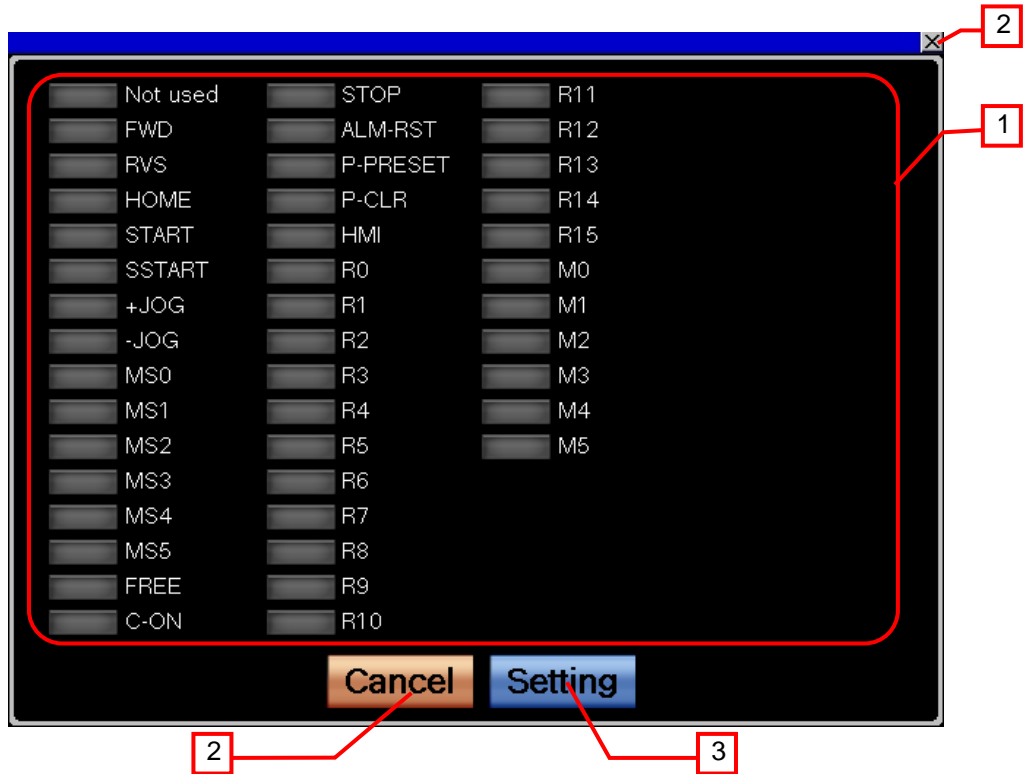 2
1
Not used STOP R11
FWD ALM-RST R12
RVS P-PRESET R13
HOME P-CLR R14
START HMI R15
SSTART R0 M0
+JOG R1 M1
-JOG R2 M2
MS0 R3 M3
MS1 R4 M4
MS2 R5 M5
MS3 R6
MS4 R7
MS5 R8
FREE R9
C-ON R10
Cancel Setting
2 3